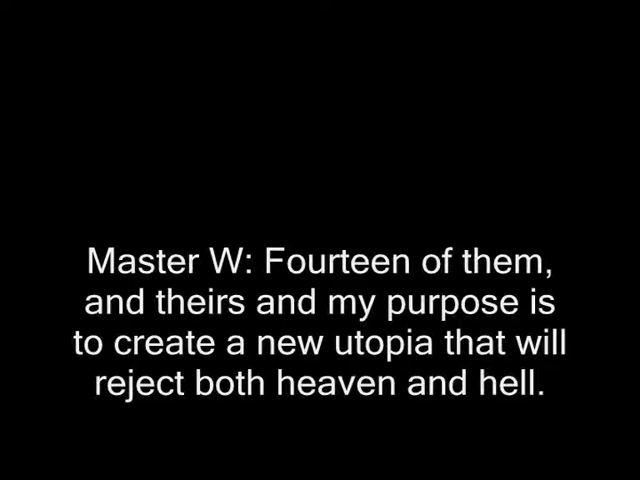 Master W: Fourteen of them,
and theirs and my purpose is
to create a new utopia that will
reject both heaven and hell.